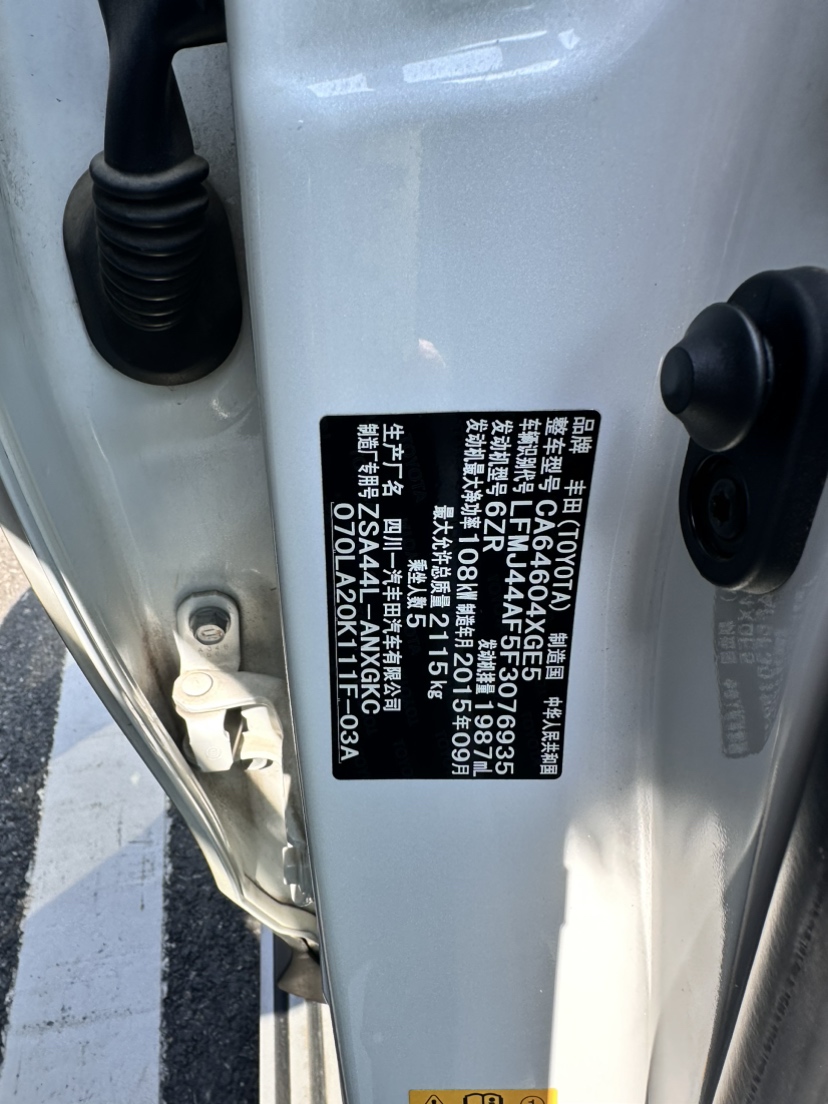 品牌 丰田(TOYOTA) 制造国 中华人民共和国
整车型号 CA64604XGE5
车辆识别代号 LFMJ44AF5F3076935
发动机型号 6ZR 发动机排量 1987 ml
发动机最大净功率 108kW 制造年月 2015年09月
最大允许总质量 2115 kg
乘坐人数 5
生产厂名 四川一汽丰田汽车有限公司
制造厂专用号 ZSA44L-ANXGKC
070LA20K111F-03A